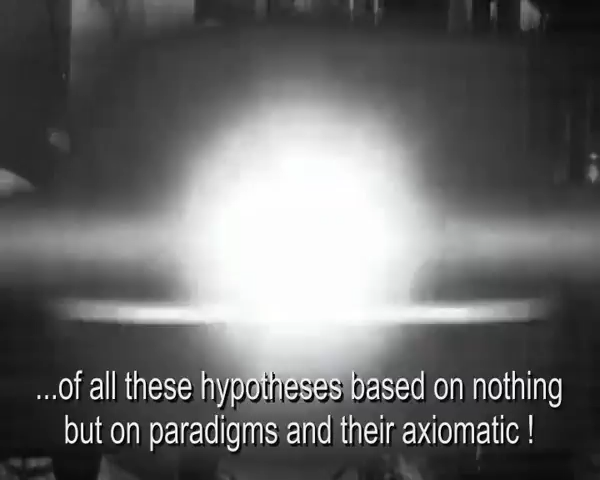 ...of all these hypotheses based on nothing
but on paradigms and their axiomatic !